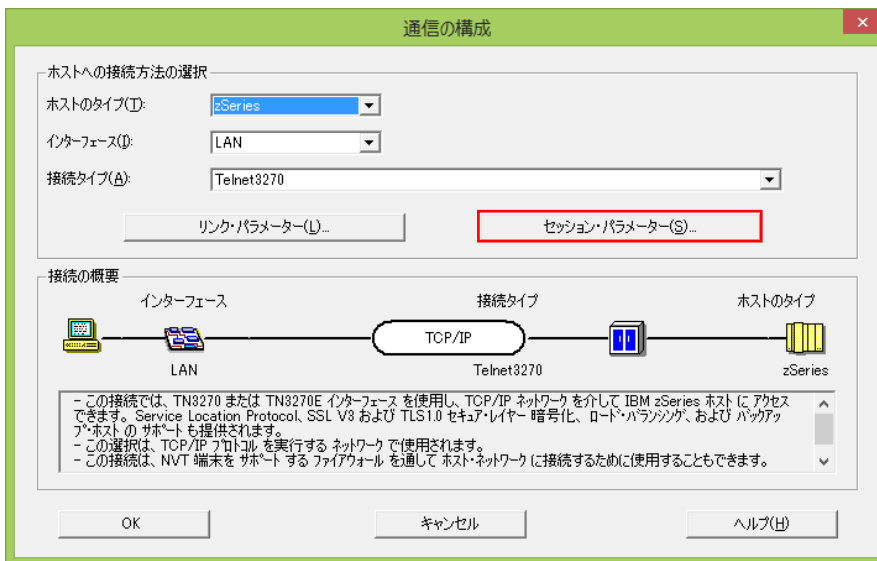 通信の構成
×
ホストへの接続方法の選択
ホストのタイプ(T):
zSeries
インターフェース(I):
LAN
接続タイプ(A):
Telnet3270
リンク・パラメーター(L)...
セッション・パラメーター(S)...
接続の概要
インターフェース
接続タイプ
ホストのタイプ
TCP/IP
LAN
Telnet3270
zSeries
- この接続では、TN3270 または TN3270E インターフェース を使用し、TCP/IP ネットワーク を介して IBM zSeries ホスト に アクセス
できます。Service Location Protocol、SSL V3 および TLS1.0 セキュア・レイヤー 暗号化、ロード・バランシング、および バックアッ
プ・ホスト の サポート も提供されます。
- この選択は、TCP/IP プロトコル を実行する ネットワーク で使用されます。
- この接続は、NVT 端末を サポート する ファイアウォール を通して ホスト・ネットワーク に接続するために使用することもできます。
OK
キャンセル
ヘルプ(H)